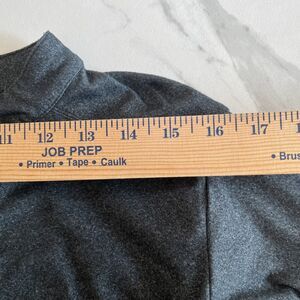 11 12 13 14 15 16 17
JOB PREP
• Primer • Tape • Caulk
• Brus